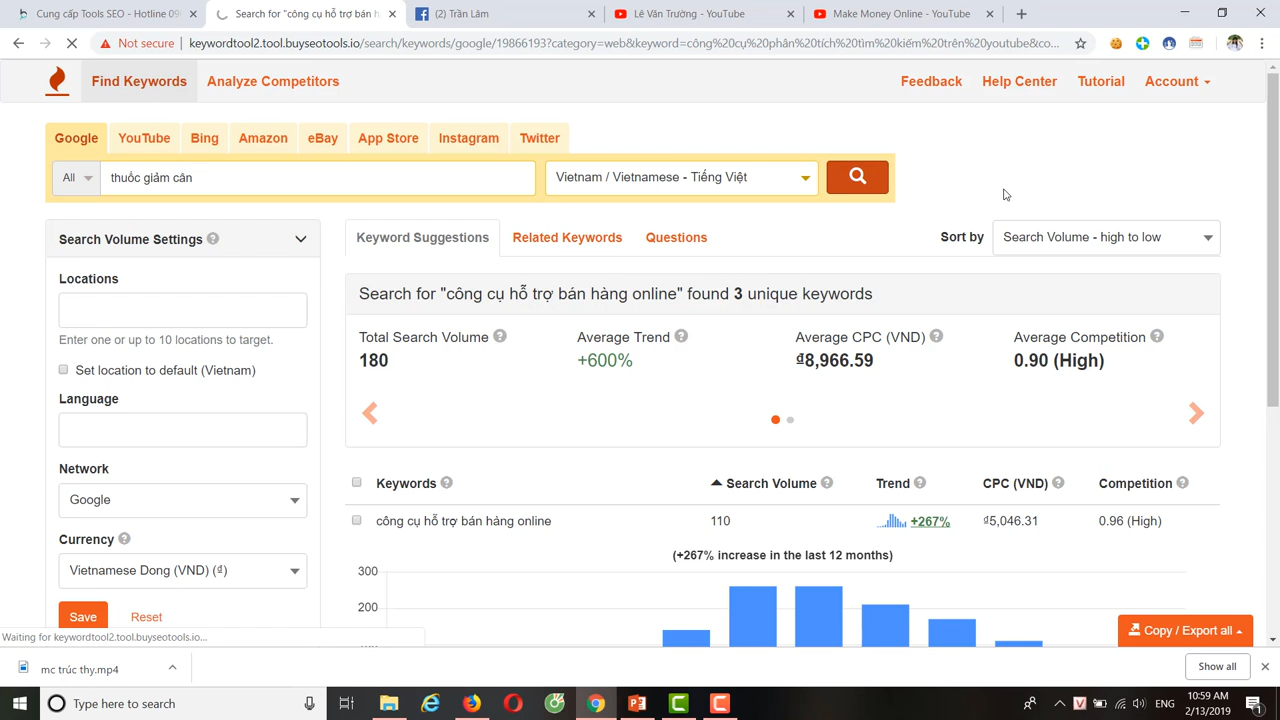 Cung cấp Tools SEO - Hotline 09
Search for "công cụ hỗ trợ bán h
(2) Trần Lâm
Lê Văn Trường - YouTube
Make Money Online - YouTube
Not secure
keywordtool2.tool.buyseotools.io/search/keywords/google/19866193?category=web&keyword=công%20cụ%20phân%20tích%20tìm%20kiếm%20trên%20youtube&co...
Find Keywords
Analyze Competitors
Feedback
Help Center
Tutorial
Account
Google
YouTube
Bing
Amazon
eBay
App Store
Instagram
Twitter
All
thuốc giảm cân
Vietnam / Vietnamese - Tiếng Việt
Search Volume Settings
Keyword Suggestions
Related Keywords
Questions
Sort by
Search Volume - high to low
Locations
Enter one or up to 10 locations to target.
Set location to default (Vietnam)
Language
Network
Google
Currency
Vietnamese Dong (VND) (₫)
Save
Reset
Search for "công cụ hỗ trợ bán hàng online" found 3 unique keywords
Total Search Volume
180
Average Trend
+600%
Average CPC (VND)
₫8,966.59
Average Competition
0.90 (High)
Keywords
Search Volume
Trend
CPC (VND)
Competition
công cụ hỗ trợ bán hàng online
110
+267%
₫5,046.31
0.96 (High)
(+267% increase in the last 12 months)
300
200
Copy / Export all
Waiting for keywordtool2.tool.buyseotools.io...
mc trúc thy.mp4
Show all
Type here to search
ENG
10:59 AM
2/13/2019